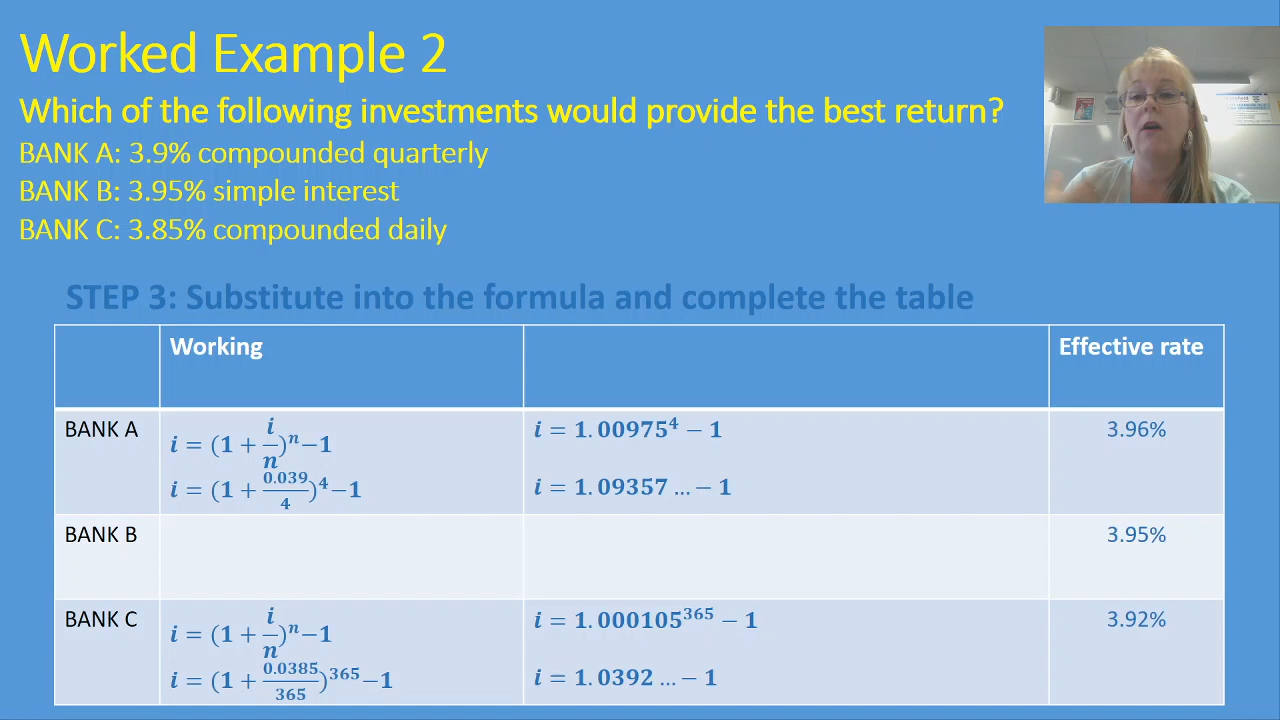 Worked Example 2
Which of the following investments would provide the best return?
BANK A: 3.9% compounded quarterly
BANK B: 3.95% simple interest
BANK C: 3.85% compounded daily
STEP 3: Substitute into the formula and complete the table
Working Effective rate
BANK A i = (1 + i/n)ⁿ−1 i = 1.00975⁴ − 1 3.96%
i = (1 + 0.039/4)⁴−1 i = 1.09357 … − 1
BANK B 3.95%
BANK C i = (1 + i/n)ⁿ−1 i = 1.000105³⁶⁵ − 1 3.92%
i = (1 + 0.0385/365)³⁶⁵−1 i = 1.0392 … − 1